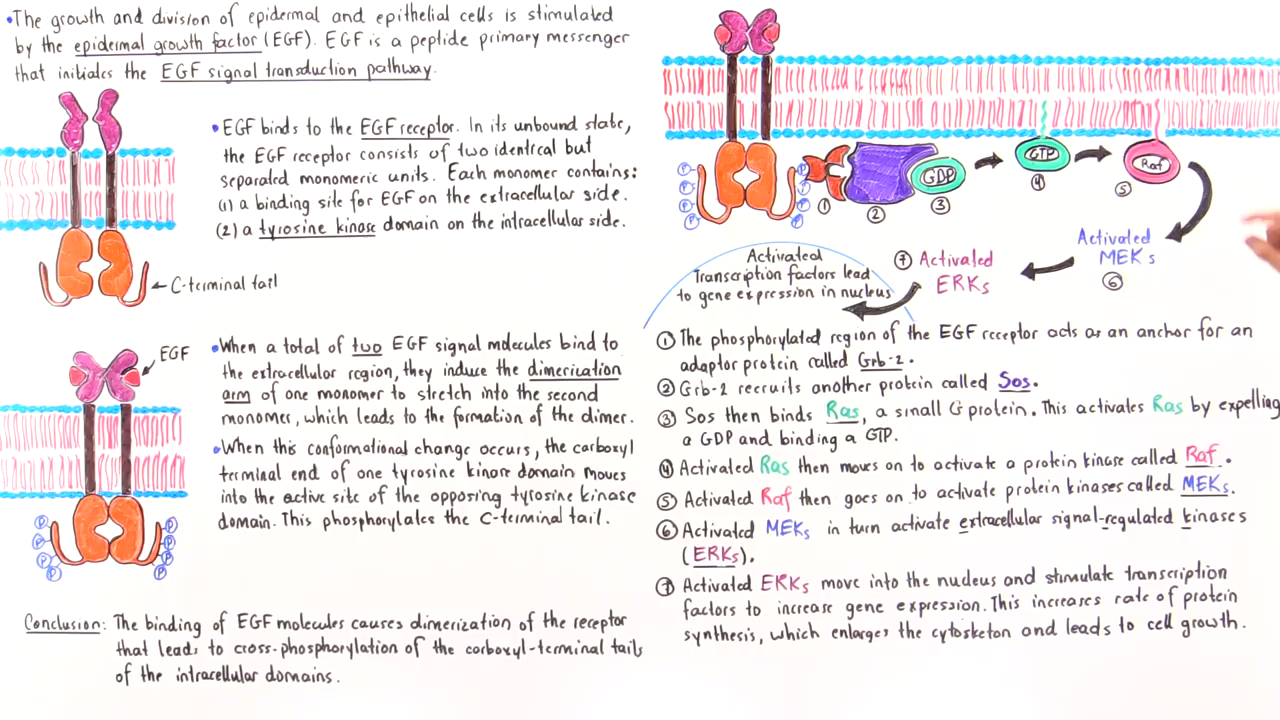 •The growth and division of epidermal and epithelial cells is stimulated
by the epidermal growth factor (EGF). EGF is a peptide primary messenger
that initiates the EGF signal transduction pathway.
• EGF binds to the EGF receptor. In its unbound state,
the EGF receptor consists of two identical but
separated monomeric units. Each monomer contains:
(1) a binding site for EGF on the extracellular side.
(2) a tyrosine kinase domain on the intracellular side.
← C-terminal tail
EGF
•When a total of two EGF signal molecules bind to
the extracellular region, they induce the dimerization
arm of one monomer to stretch into the second
monomer, which leads to the formation of the dimer.
•When this conformational change occurs, the carboxyl
terminal end of one tyrosine kinase domain moves
into the active site of the opposing tyrosine kinase
domain. This phosphorylates the C-terminal tail.
P P
P P
P P
P P
Conclusion: The binding of EGF molecules causes dimerization of the receptor
that leads to cross-phosphorylation of the carboxyl-terminal tails
of the intracellular domains.
P P
P P
P P
P P
GDP
GTP
Raf
① ② ③ ④ ⑤
Activated
MEKs
⑥
⑦ Activated
ERKs
Activated
Transcription factors lead
to gene expression in nucleus
① The phosphorylated region of the EGF receptor acts as an anchor for an
adaptor protein called Grb-2.
② Grb-2 recruits another protein called Sos.
③ Sos then binds Ras, a small G protein. This activates Ras by expelling
a GDP and binding a GTP.
④ Activated Ras then moves on to activate a protein kinase called Raf.
⑤ Activated Raf then goes on to activate protein kinases called MEKs.
⑥ Activated MEKs in turn activate extracellular signal-regulated kinases
(ERKs).
⑦ Activated ERKs move into the nucleus and stimulate transcription
factors to increase gene expression. This increases rate of protein
synthesis, which enlarges the cytosketon and leads to cell growth.